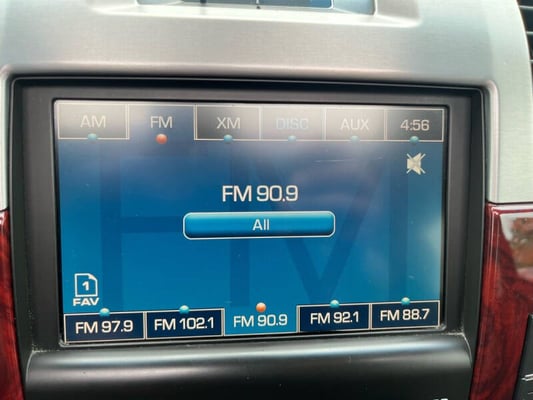 AM FM XM DISC AUX 4:56
FM 90.9
All
1
FAV
FM 97.9 FM 102.1 FM 90.9 FM 92.1 FM 88.7